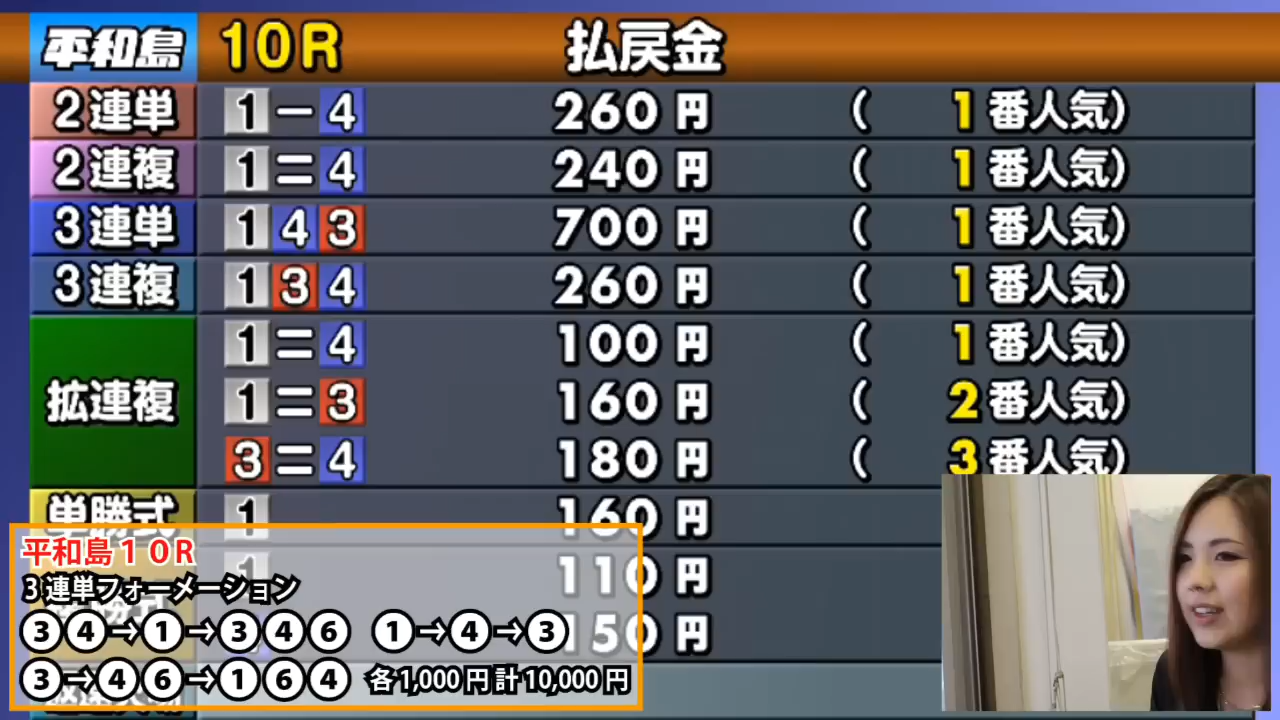 平和島 10R 払戻金
2連単 1-4 260円 ( 1番人気)
2連複 1=4 240円 ( 1番人気)
3連単 1 4 3 700円 ( 1番人気)
3連複 1 3 4 260円 ( 1番人気)
拡連複 1=4 100円 ( 1番人気)
1=3 160円 ( 2番人気)
3=4 180円 ( 3番人気)
単勝式 1 160円
1 110円
150円
平和島10R
3連単フォーメーション
③④→①→③④⑥ ①→④→③
③→④⑥→①⑥④ 各1,000円 計10,000円